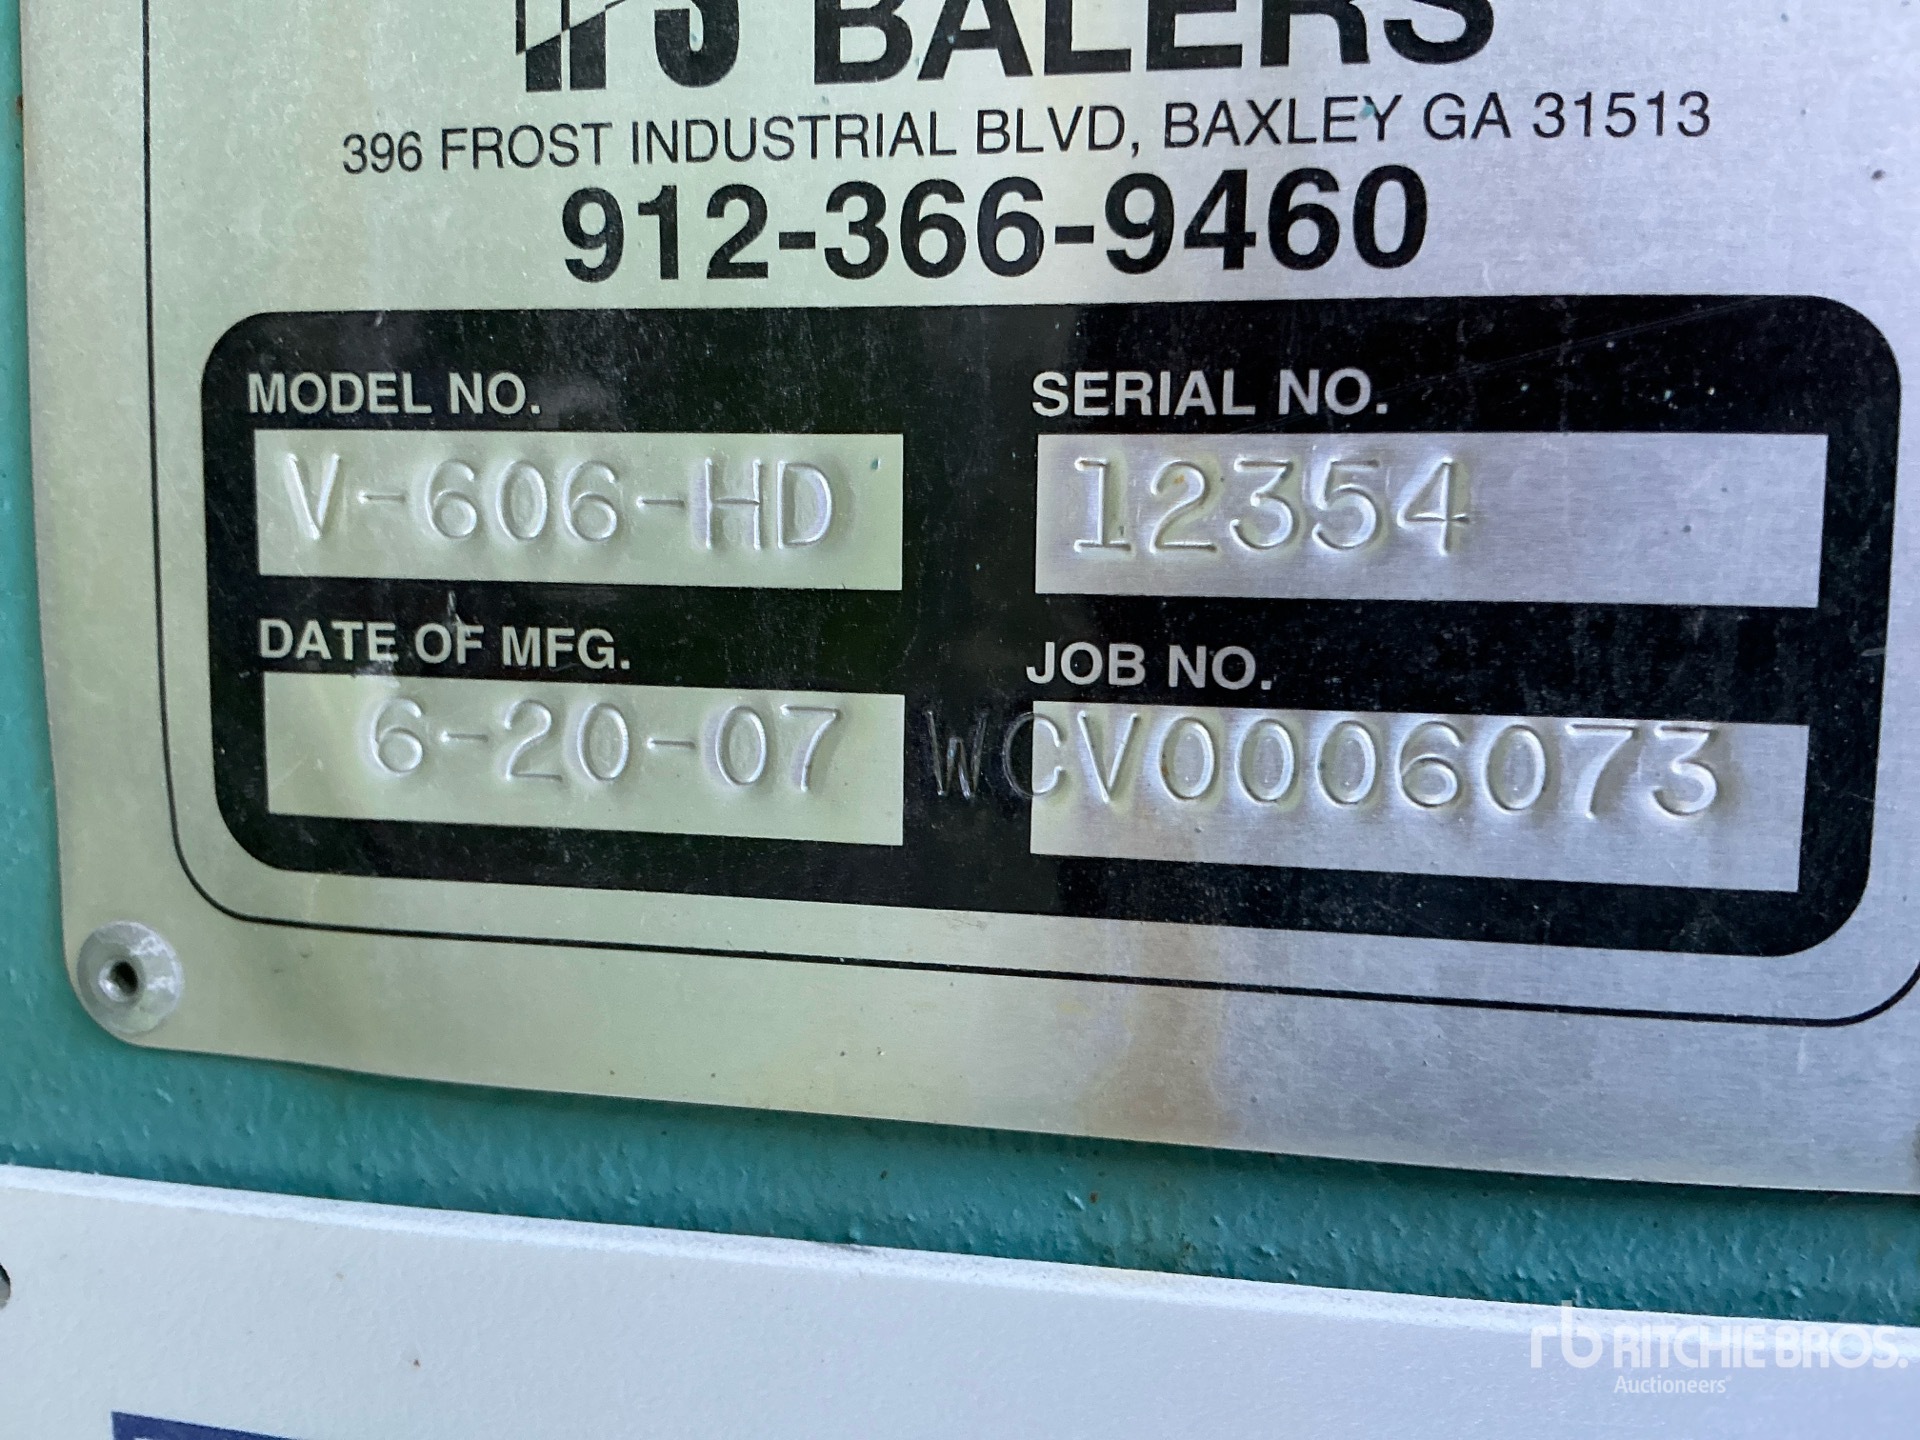 BALERS
396 FROST INDUSTRIAL BLVD, BAXLEY GA 31513
912-366-9460
MODEL NO. SERIAL NO.
V-606-HD 12354
DATE OF MFG. JOB NO.
6-20-07 WCV0006073
rb RITCHIE BROS.
Auctioneers